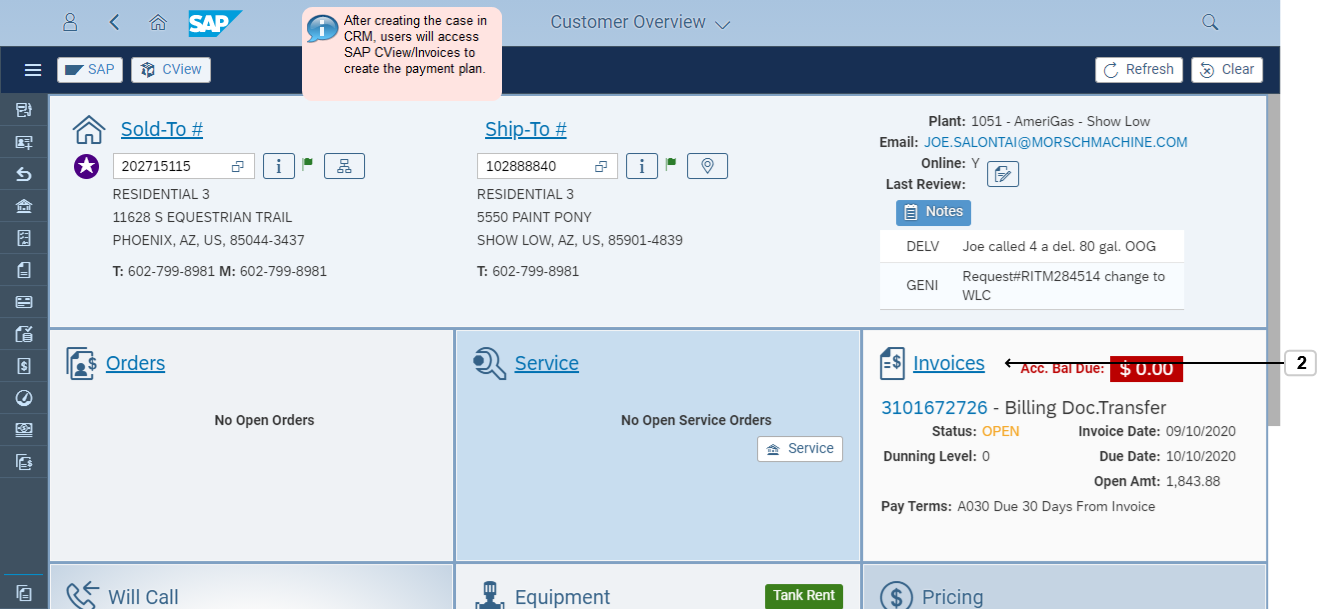 SAP
After creating the case in
CRM, users will access
SAP CView/Invoices to
create the payment plan.
Customer Overview
SAP
CView
Refresh
Clear
Sold-To #
202715115
RESIDENTIAL 3
11628 S EQUESTRIAN TRAIL
PHOENIX, AZ, US, 85044-3437
T: 602-799-8981 M: 602-799-8981
Ship-To #
102888840
RESIDENTIAL 3
5550 PAINT PONY
SHOW LOW, AZ, US, 85901-4839
T: 602-799-8981
Plant: 1051 - AmeriGas - Show Low
Email: JOE.SALONTAI@MORSCHMACHINE.COM
Online: Y
Last Review:
Notes
DELV Joe called 4 a del. 80 gal. OOG
GENI Request#RITM284514 change to
WLC
Orders
No Open Orders
Service
No Open Service Orders
Service
Invoices
Acc. Bal Due: $ 0.00
2
3101672726 - Billing Doc.Transfer
Status: OPEN Invoice Date: 09/10/2020
Dunning Level: 0 Due Date: 10/10/2020
Open Amt: 1,843.88
Pay Terms: A030 Due 30 Days From Invoice
Will Call
Equipment
Tank Rent
Pricing